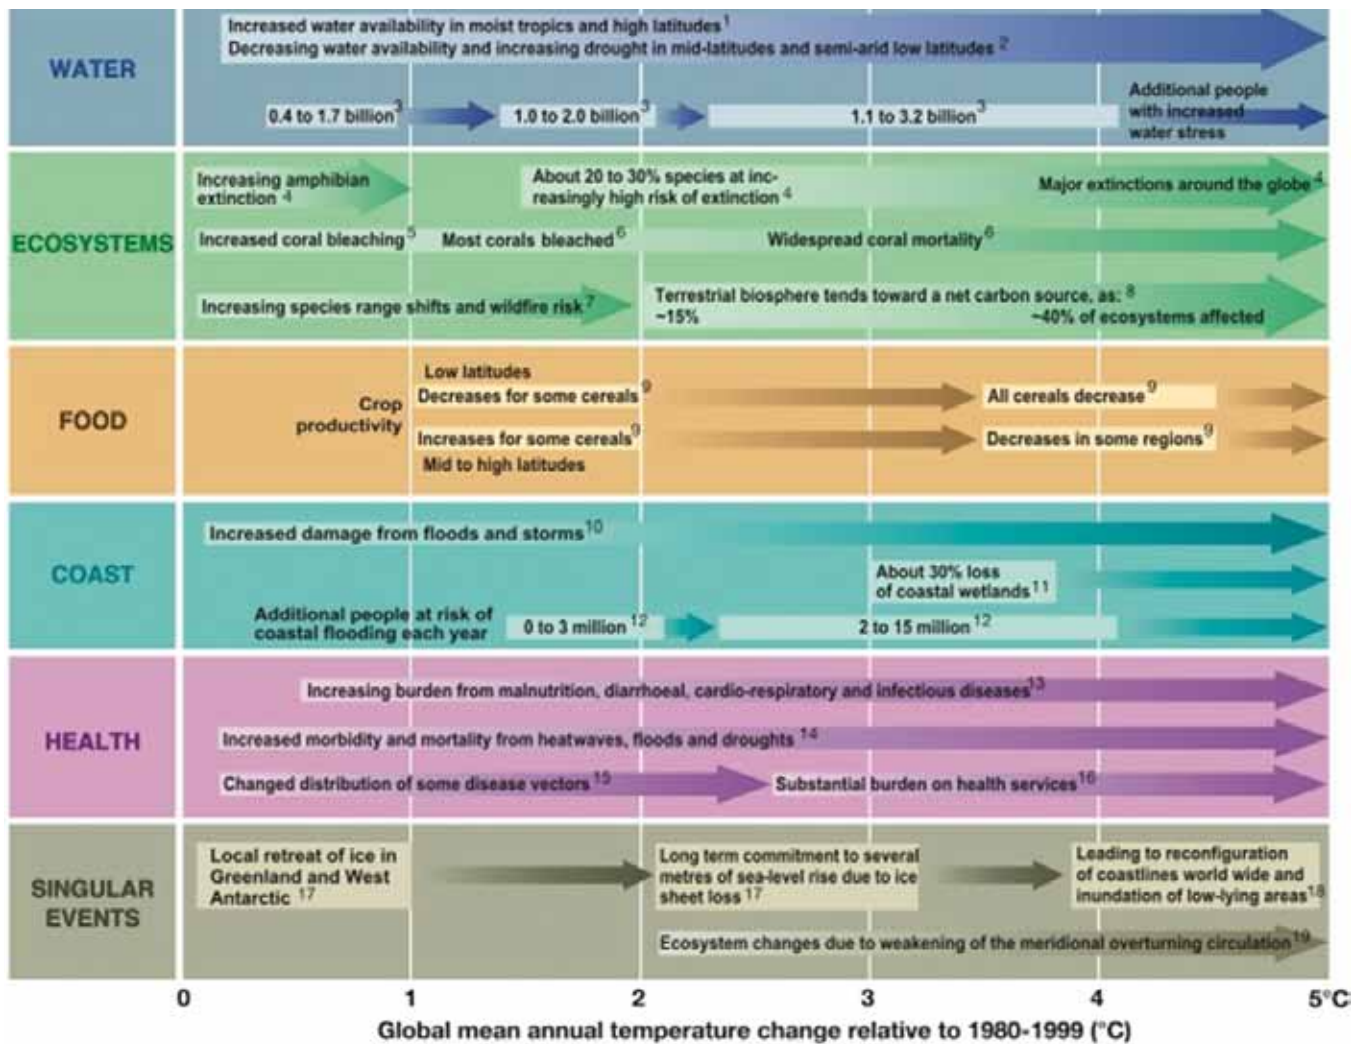 WATER
Increased water availability in moist tropics and high latitudes1
Decreasing water availability and increasing drought in mid-latitudes and semi-arid low latitudes 2
0.4 to 1.7 billion3
1.0 to 2.0 billion3
1.1 to 3.2 billion3
Additional people
with increased
water stress
ECOSYSTEMS
Increasing amphibian
extinction 4
About 20 to 30% species at inc-
reasingly high risk of extinction 4
Major extinctions around the globe 4
Increased coral bleaching5
Most corals bleached6
Widespread coral mortality6
Increasing species range shifts and wildfire risk7
Terrestrial biosphere tends toward a net carbon source, as: 8
~15%
~40% of ecosystems affected
FOOD
Crop
productivity
Low latitudes
Decreases for some cereals9
All cereals decrease9
Increases for some cereals9
Decreases in some regions9
Mid to high latitudes
COAST
Increased damage from floods and storms10
About 30% loss
of coastal wetlands11
Additional people at risk of
coastal flooding each year
0 to 3 million12
2 to 15 million12
HEALTH
Increasing burden from malnutrition, diarrhoeal, cardio-respiratory and infectious diseases13
Increased morbidity and mortality from heatwaves, floods and droughts 14
Changed distribution of some disease vectors15
Substantial burden on health services16
SINGULAR
EVENTS
Local retreat of ice in
Greenland and West
Antarctic 17
Long term commitment to several
metres of sea-level rise due to ice
sheet loss17
Leading to reconfiguration
of coastlines world wide and
inundation of low-lying areas18
Ecosystem changes due to weakening of the meridional overturning circulation19
0 1 2 3 4 5°C
Global mean annual temperature change relative to 1980-1999 (°C)